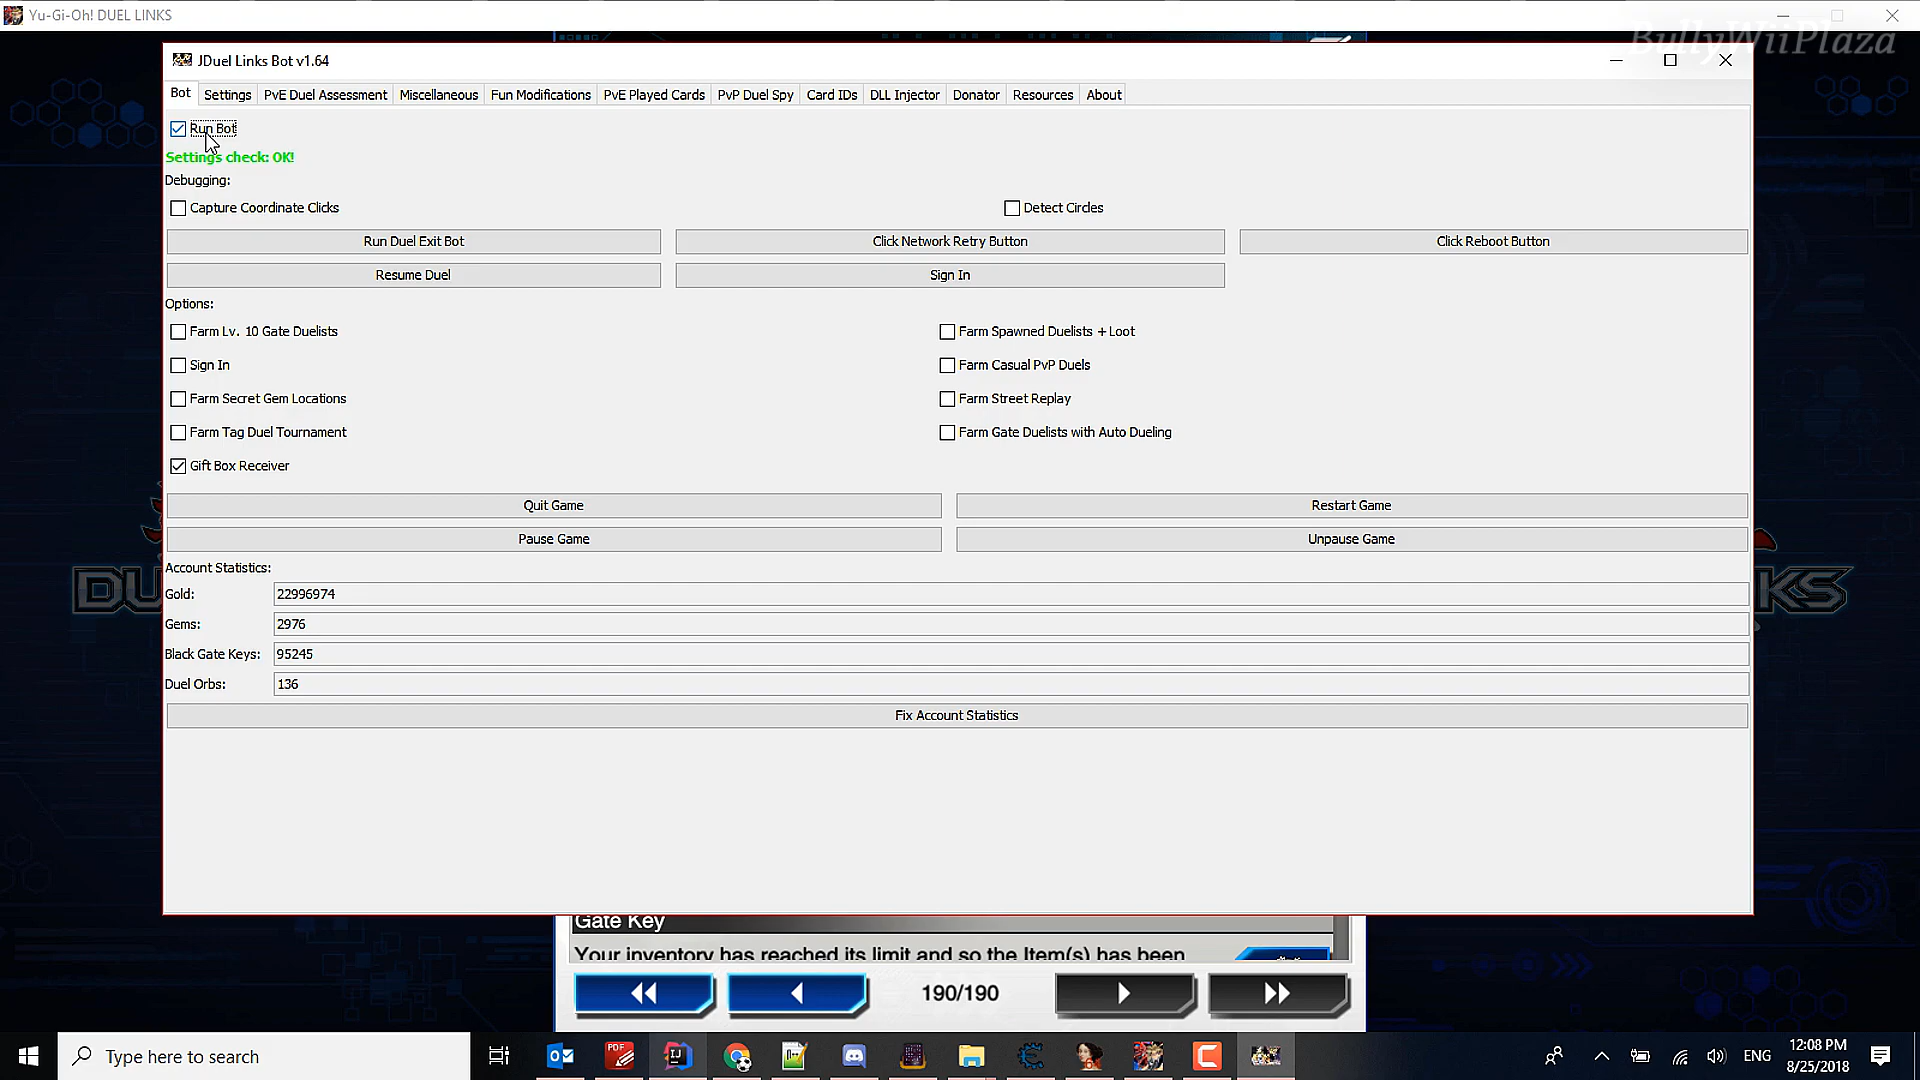 Yu-Gi-Oh! DUEL LINKS
BullyWiiPlaza
JDuel Links Bot v1.64
Bot Settings PvE Duel Assessment Miscellaneous Fun Modifications PvE Played Cards PvP Duel Spy Card IDs DLL Injector Donator Resources About
Run Bot
Settings check: OK!
Debugging:
Capture Coordinate Clicks Detect Circles
Run Duel Exit Bot Click Network Retry Button Click Reboot Button
Resume Duel Sign In
Options:
Farm Lv. 10 Gate Duelists Farm Spawned Duelists + Loot
Sign In Farm Casual PvP Duels
Farm Secret Gem Locations Farm Street Replay
Farm Tag Duel Tournament Farm Gate Duelists with Auto Dueling
Gift Box Receiver
Quit Game Restart Game
Pause Game Unpause Game
Account Statistics:
Gold: 22996974
Gems: 2976
Black Gate Keys: 95245
Duel Orbs: 136
Fix Account Statistics
DU KS
Gate Key
Your inventory has reached its limit and so the Item(s) has been
190/190
Type here to search
PDF
IJ
ENG
12:08 PM
8/25/2018